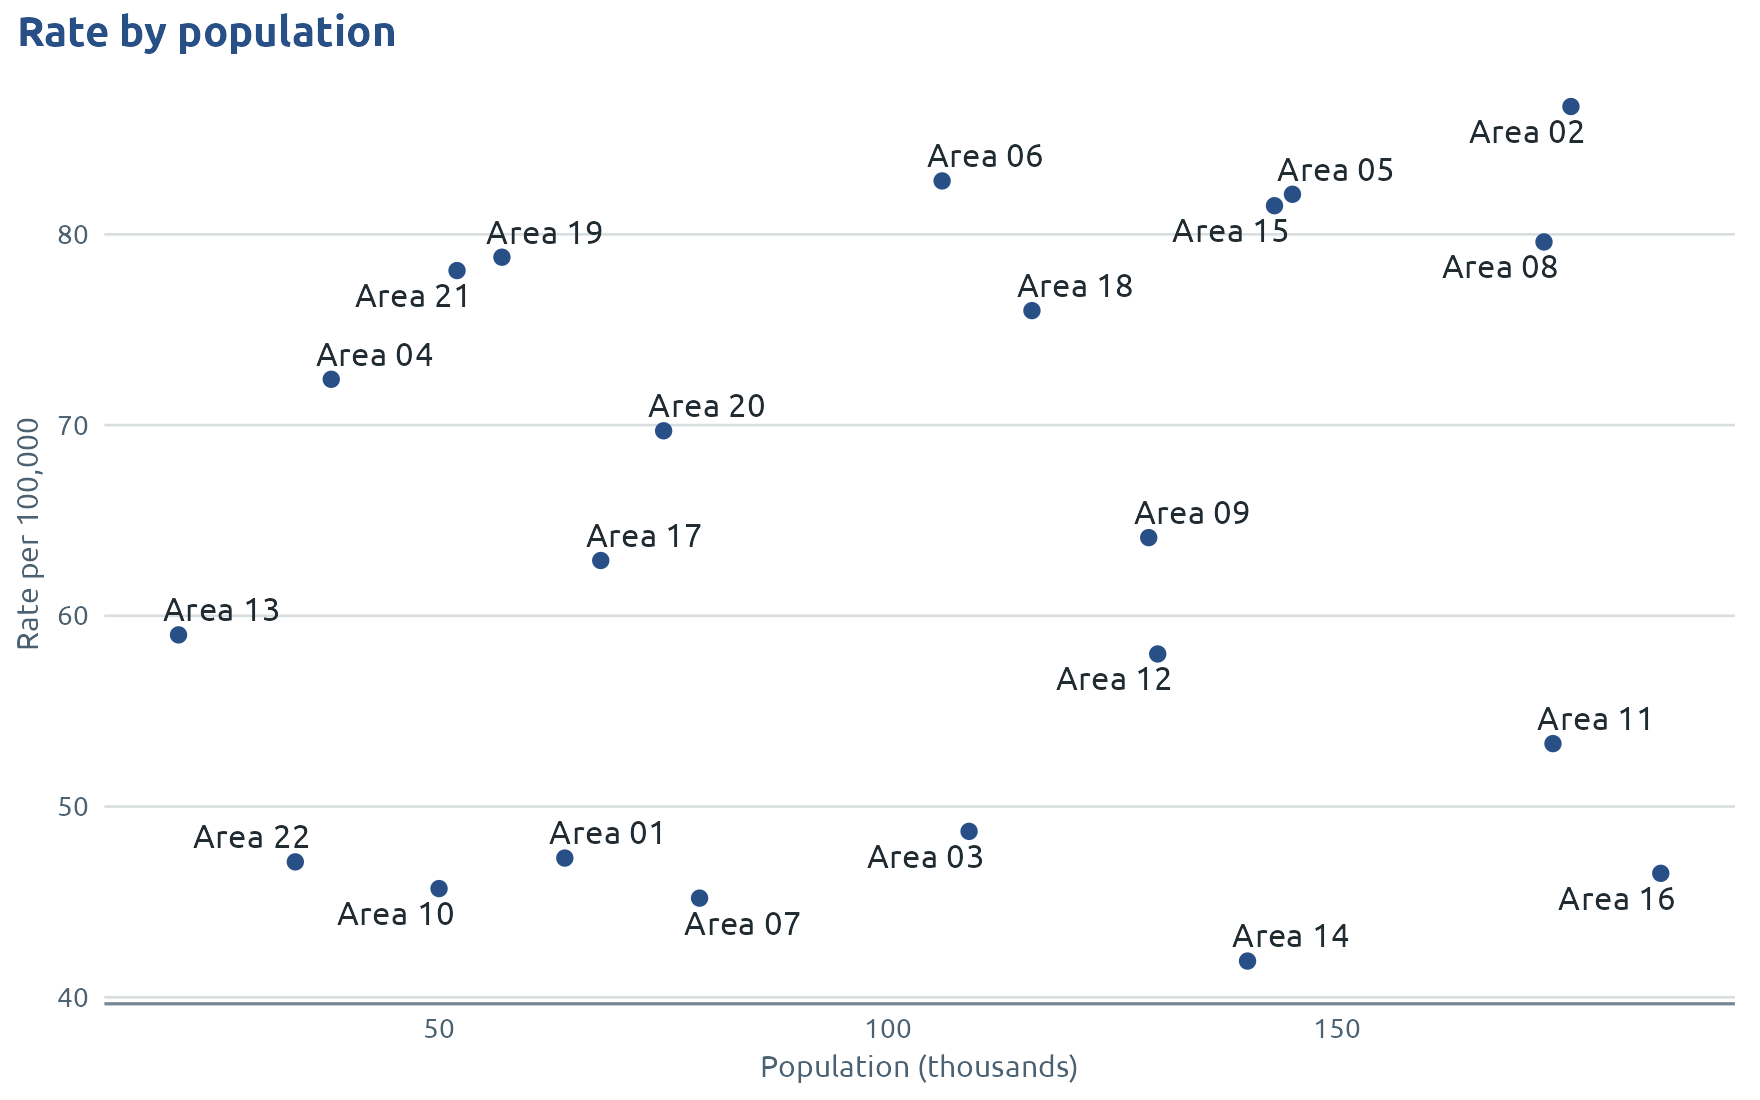 Rate by population
Area 02
Area 06
Area 05
Area 19
Area 15
80
Area 08
Area 21
Area 18
Area 04
Area 20
70
Area 09
Area 17
Rate per 100,000
Area 13
60
Area 12
Area 11
50
Area 22
Area 01
Area 03
Area 16
Area 10
Area 07
Area 14
40
50
100
150
Population (thousands)